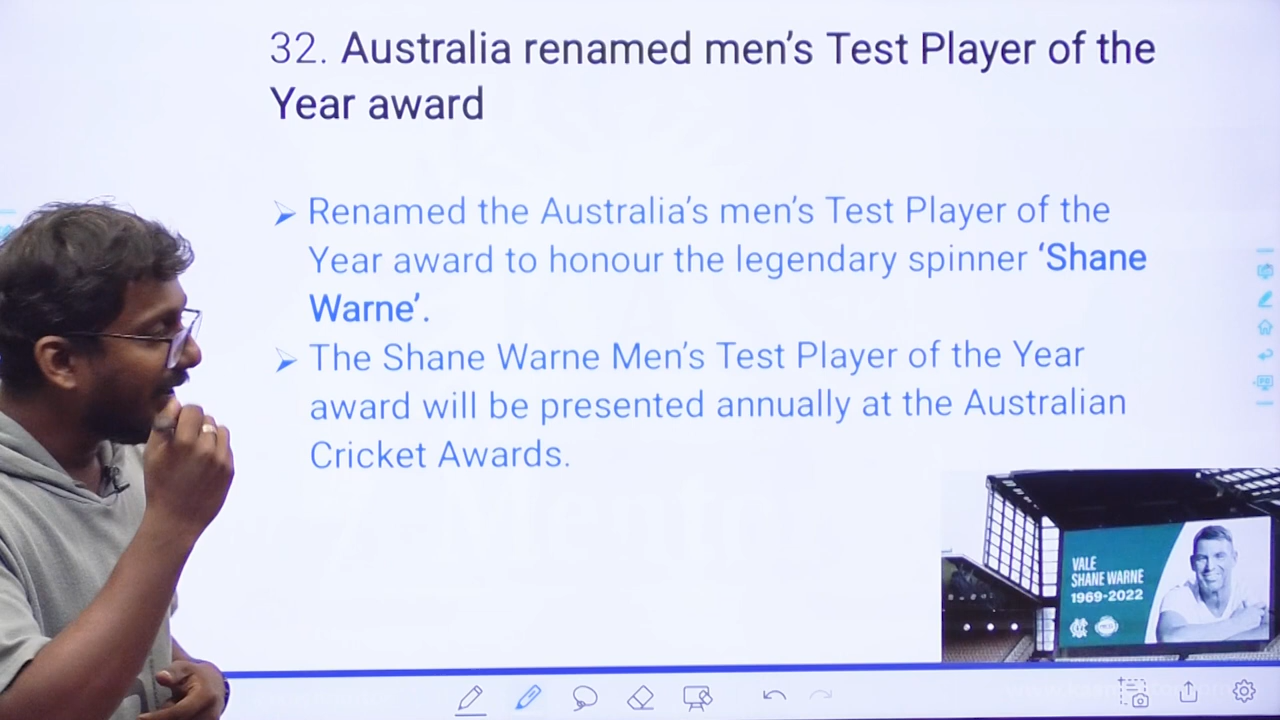 32. Australia renamed men's Test Player of the
Year award
Renamed the Australia's men's Test Player of the
Year award to honour the legendary spinner 'Shane
Warne'.
The Shane Warne Men's Test Player of the Year
award will be presented annually at the Australian
Cricket Awards.
VALE
SHANE WARNE
1969-2022